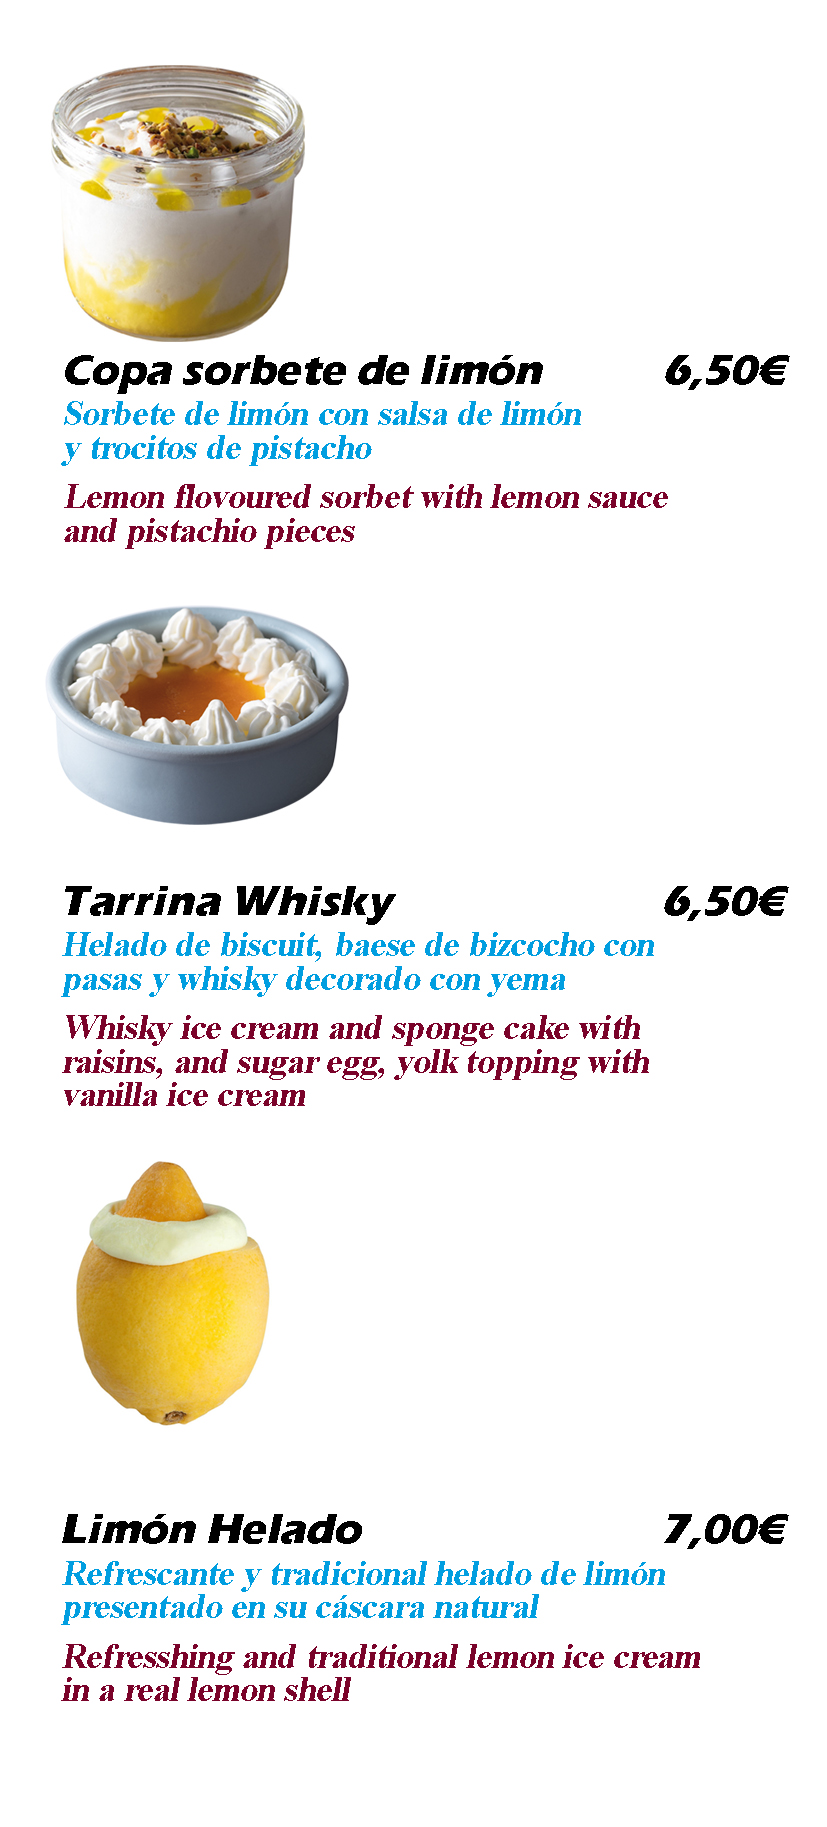 Copa sorbete de limón 6,50€
Sorbete de limón con salsa de limón
y trocitos de pistacho
Lemon flovoured sorbet with lemon sauce
and pistachio pieces
Tarrina Whisky 6,50€
Helado de biscuit, baese de bizcocho con
pasas y whisky decorado con yema
Whisky ice cream and sponge cake with
raisins, and sugar egg, yolk topping with
vanilla ice cream
Limón Helado 7,00€
Refrescante y tradicional helado de limón
presentado en su cáscara natural
Refresshing and traditional lemon ice cream
in a real lemon shell